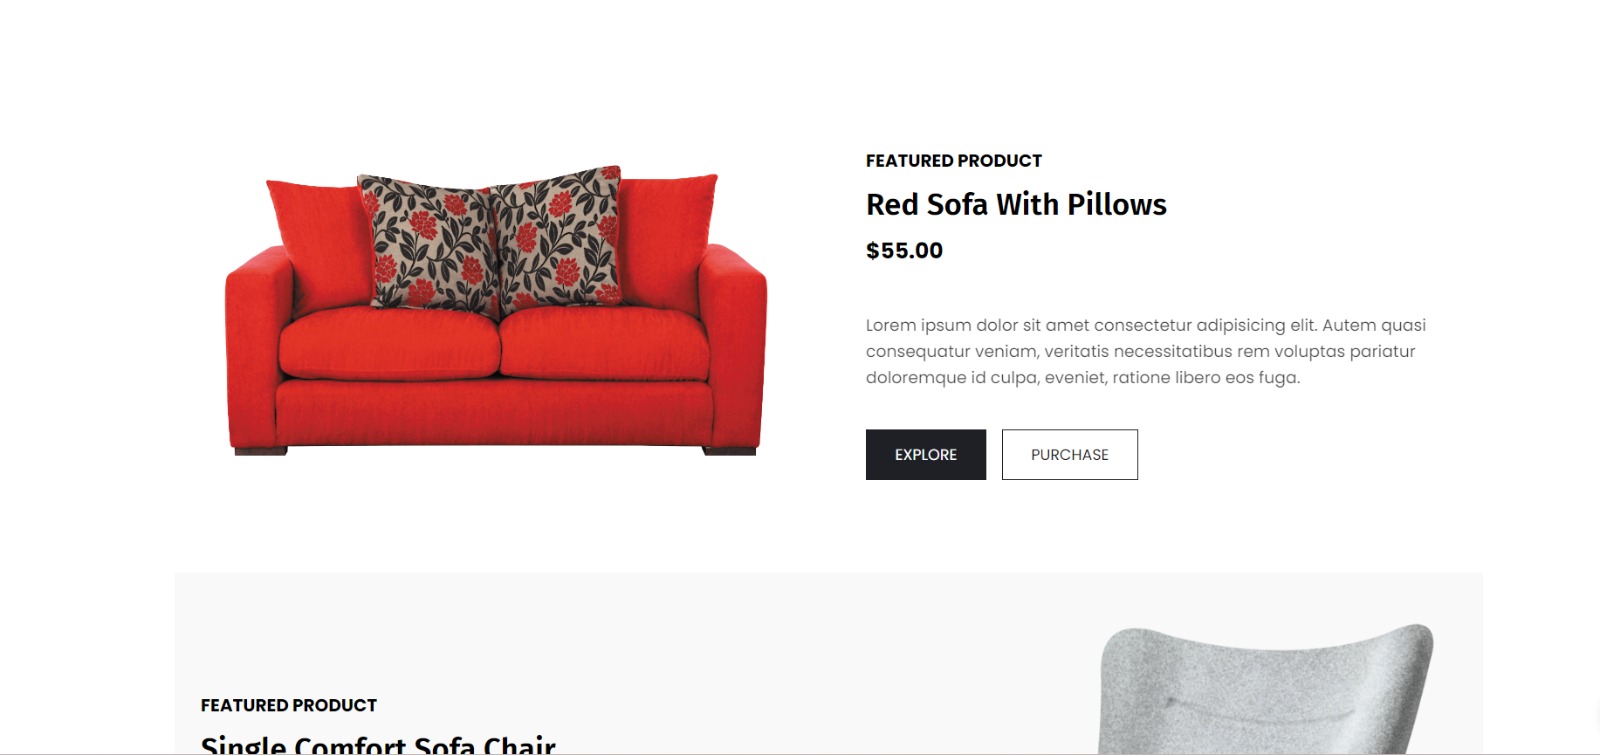 FEATURED PRODUCT
Red Sofa With Pillows
$55.00
Lorem ipsum dolor sit amet consectetur adipisicing elit. Autem quasi
consequatur veniam, veritatis necessitatibus rem voluptas pariatur
doloremque id culpa, eveniet, ratione libero eos fuga.
EXPLORE
PURCHASE
FEATURED PRODUCT
Single Comfort Sofa Chair